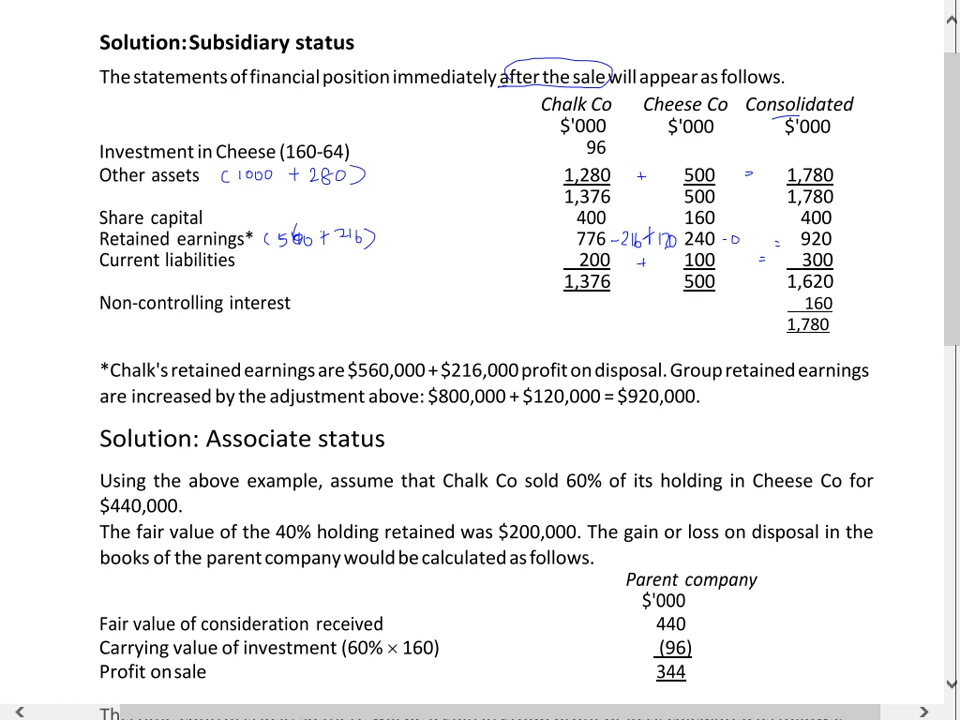 Solution: Subsidiary status
The statements of financial position immediately after the sale will appear as follows.
Chalk Co Cheese Co Consolidated
$'000 $'000 $'000
Investment in Cheese (160-64) 96
Other assets (1000 + 280) 1,280 + 500 = 1,780
1,376 500 1,780
Share capital 400 160 400
Retained earnings* (560 + 216) 776 -216+120 240 -0 = 920
Current liabilities 200 + 100 = 300
1,376 500 1,620
Non-controlling interest 160
1,780
*Chalk's retained earnings are $560,000 + $216,000 profit on disposal. Group retained earnings
are increased by the adjustment above: $800,000 + $120,000 = $920,000.
Solution: Associate status
Using the above example, assume that Chalk Co sold 60% of its holding in Cheese Co for
$440,000.
The fair value of the 40% holding retained was $200,000. The gain or loss on disposal in the
books of the parent company would be calculated as follows.
Parent company
$'000
Fair value of consideration received 440
Carrying value of investment (60% × 160) (96)
Profit on sale 344